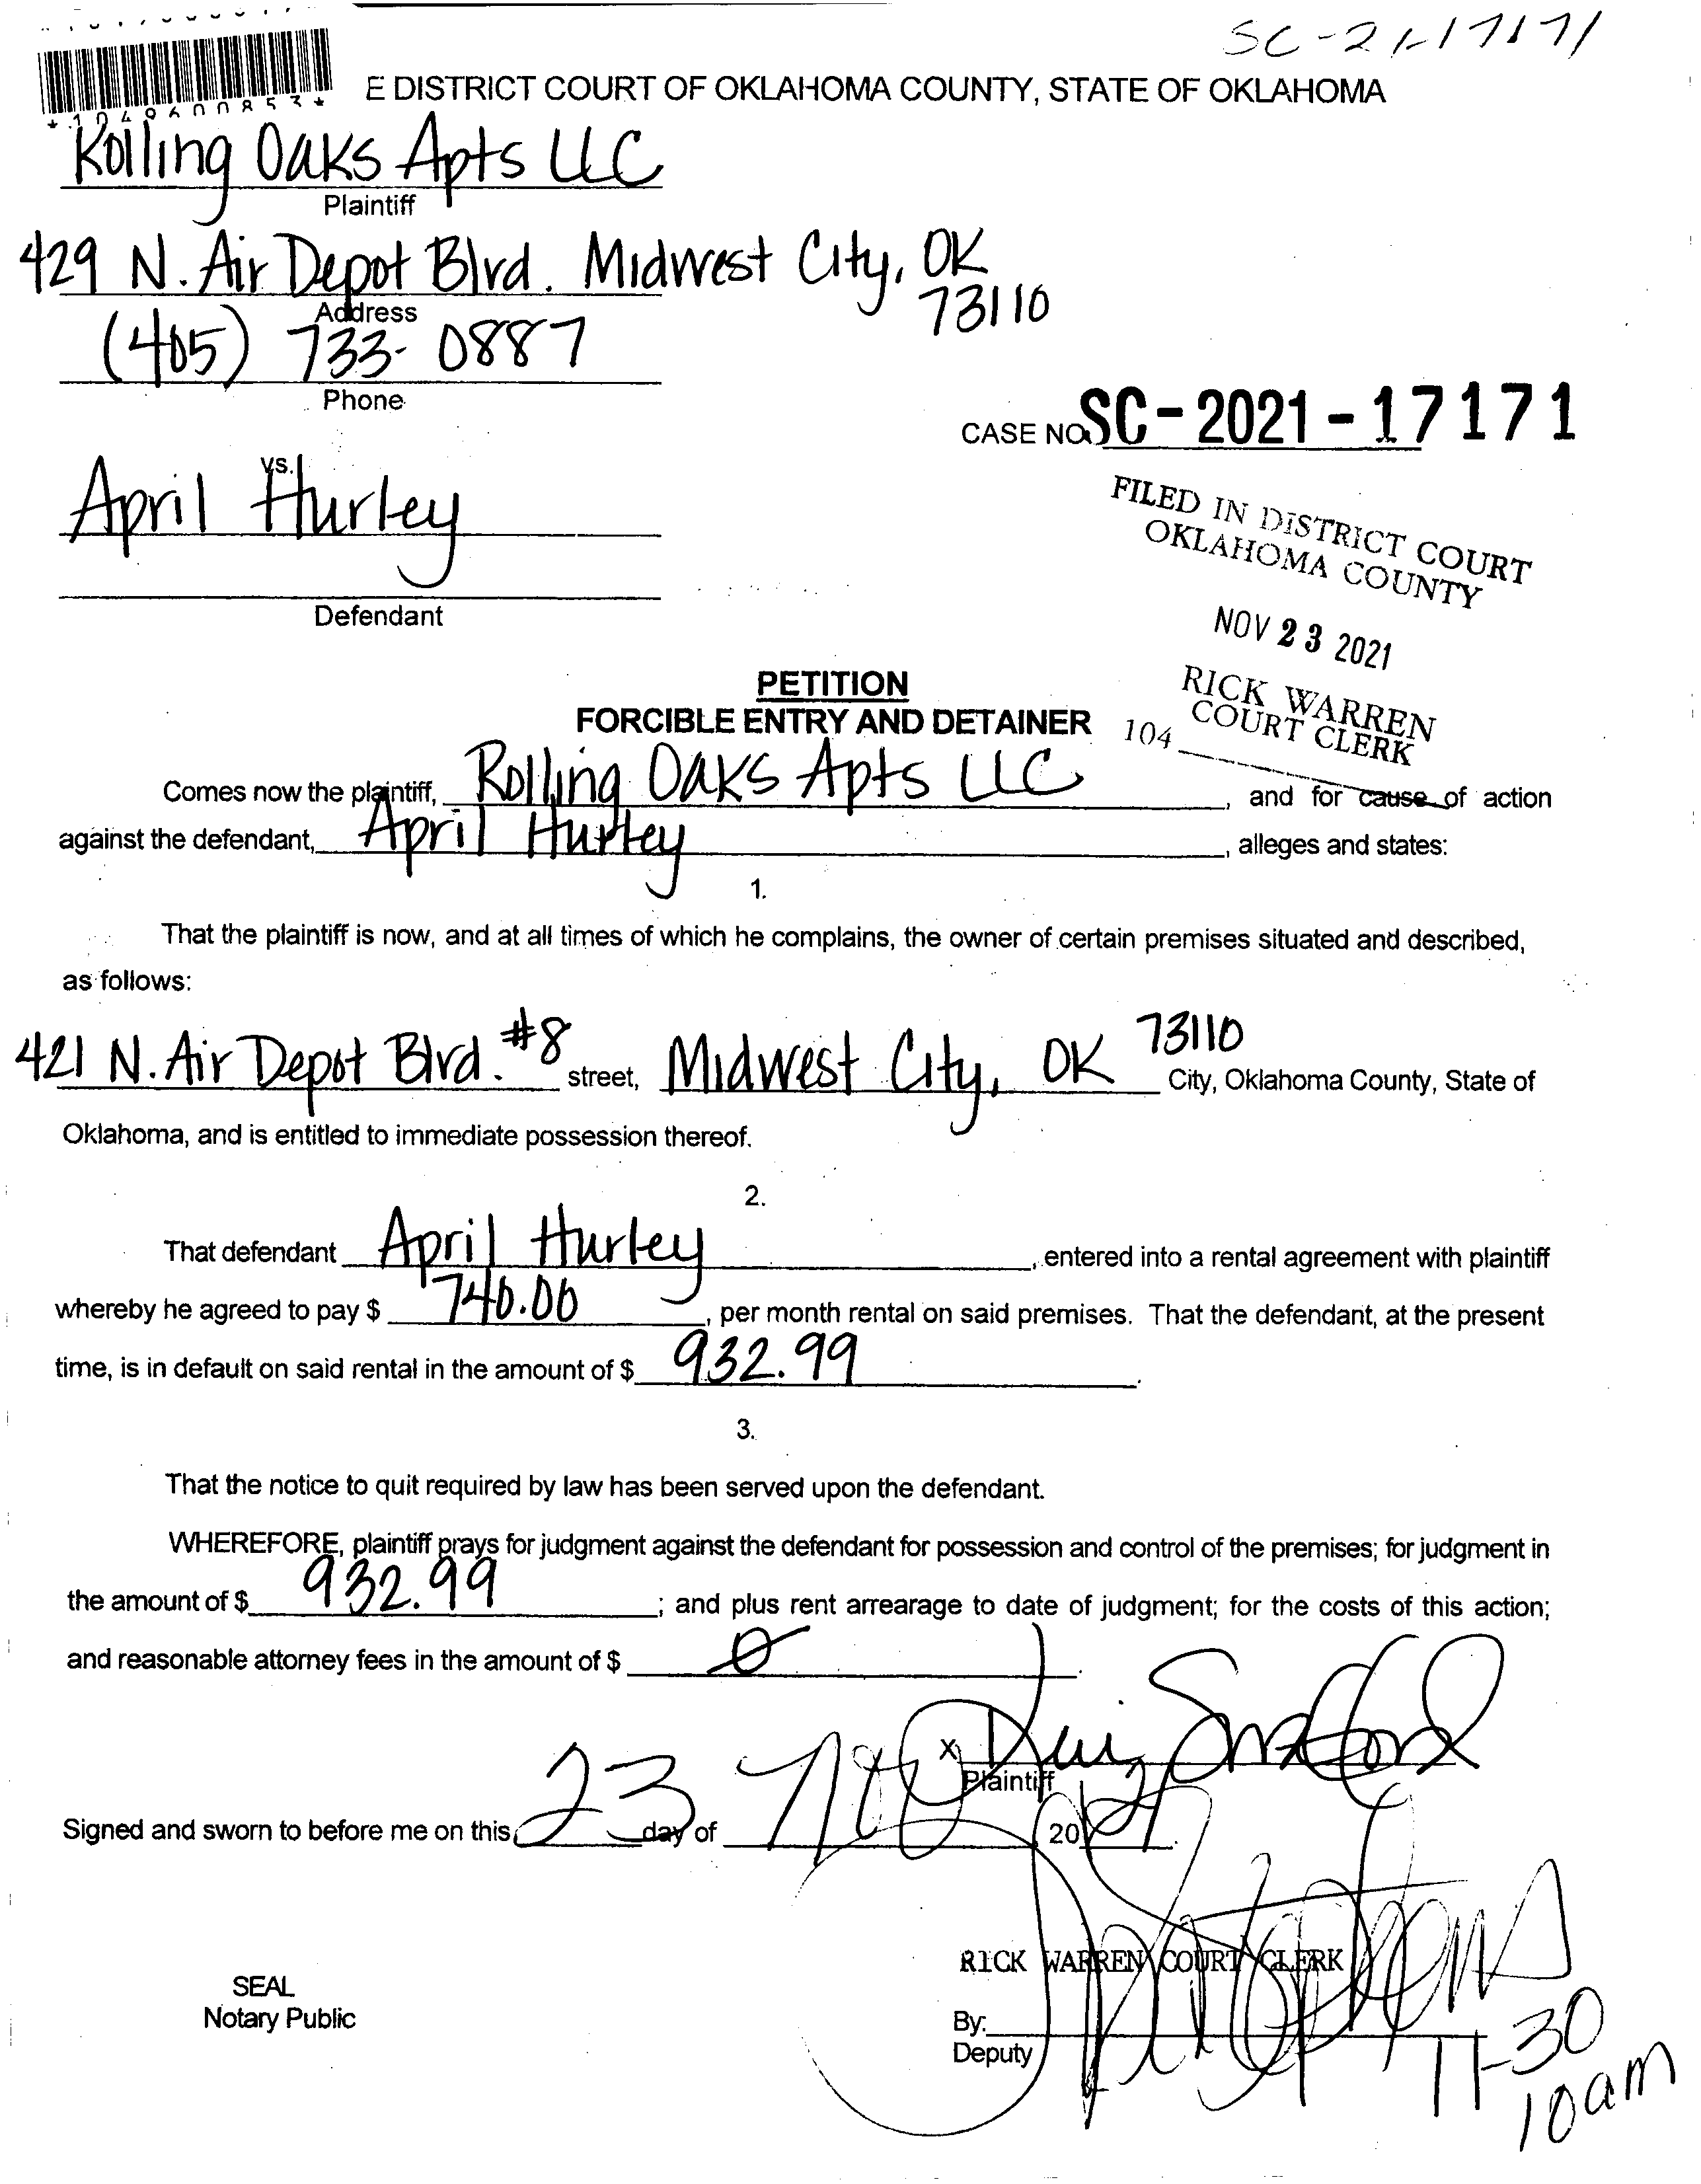 SC-21-17171
*1049600853*
E DISTRICT COURT OF OKLAHOMA COUNTY, STATE OF OKLAHOMA
Rolling Oaks Apts LLC
Plaintiff
429 N. Air Depot Blvd. Midwest City, OK
73110
Address
(405) 733-0887
Phone
CASE NO. SC-2021-17171
vs.
April Hurley
Defendant
FILED IN DISTRICT COURT
OKLAHOMA COUNTY
NOV 23 2021
RICK WARREN
COURT CLERK
104
PETITION
FORCIBLE ENTRY AND DETAINER
Comes now the plaintiff, Rolling Oaks Apts LLC, and for cause of action
against the defendant, April Hurley, alleges and states:
1.
That the plaintiff is now, and at all times of which he complains, the owner of certain premises situated and described,
as follows:
421 N. Air Depot Blvd. #8 street, Midwest City, OK 73110 City, Oklahoma County, State of
Oklahoma, and is entitled to immediate possession thereof.
2.
That defendant April Hurley, entered into a rental agreement with plaintiff
whereby he agreed to pay $ 740.00, per month rental on said premises. That the defendant, at the present
time, is in default on said rental in the amount of $ 932.99.
3.
That the notice to quit required by law has been served upon the defendant.
WHEREFORE, plaintiff prays for judgment against the defendant for possession and control of the premises; for judgment in
the amount of $ 932.99; and plus rent arrearage to date of judgment; for the costs of this action;
and reasonable attorney fees in the amount of $ 0.
X
Plaintiff
Signed and sworn to before me on this 23 day of Nov 2021.
RICK WARREN COURT CLERK
SEAL
Notary Public
By:
Deputy
11-30
10am